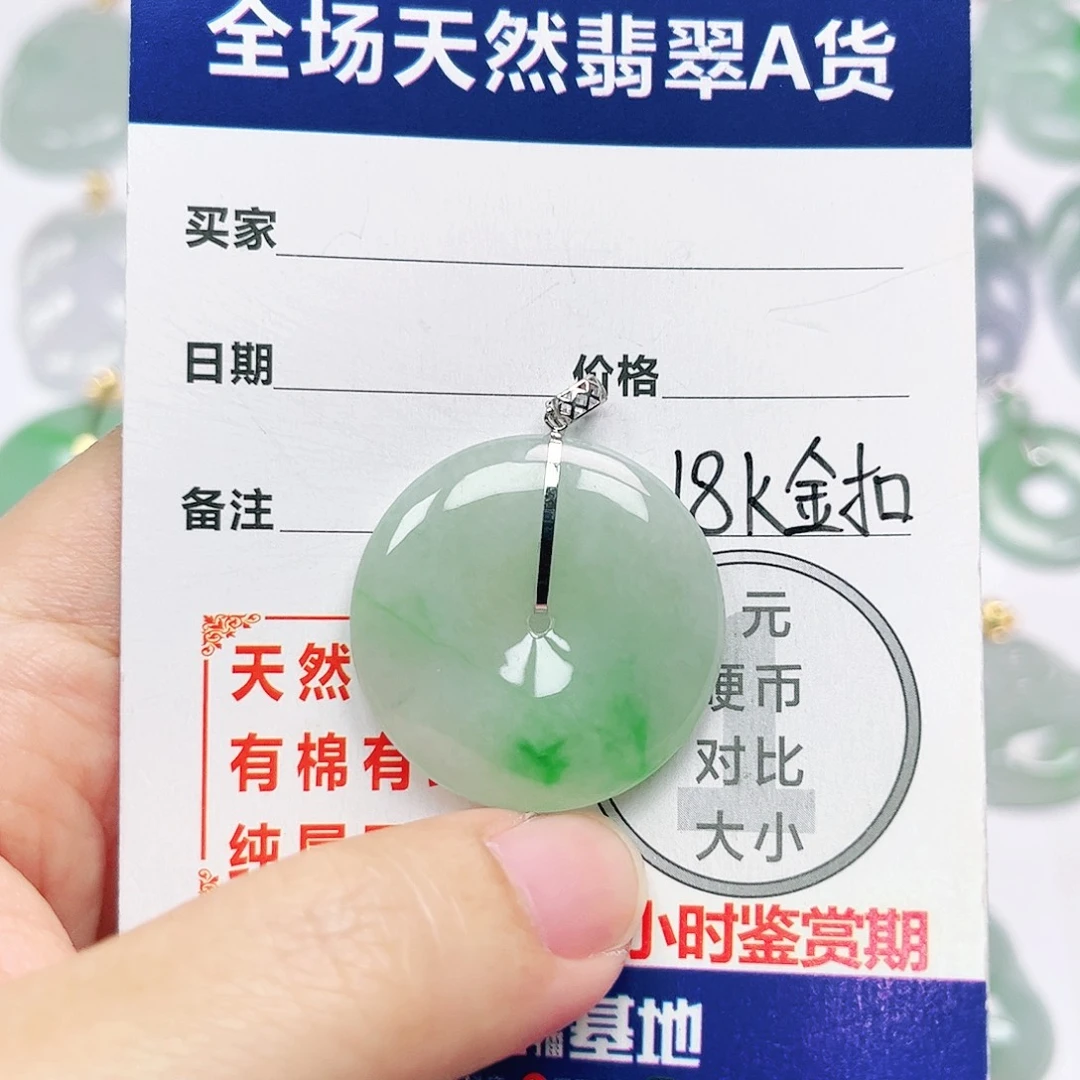 全场天然翡翠A货
买家
日期 价格
备注 18k金扣
天然
有棉有
元
硬币
对比
大小
小时鉴赏期
基地